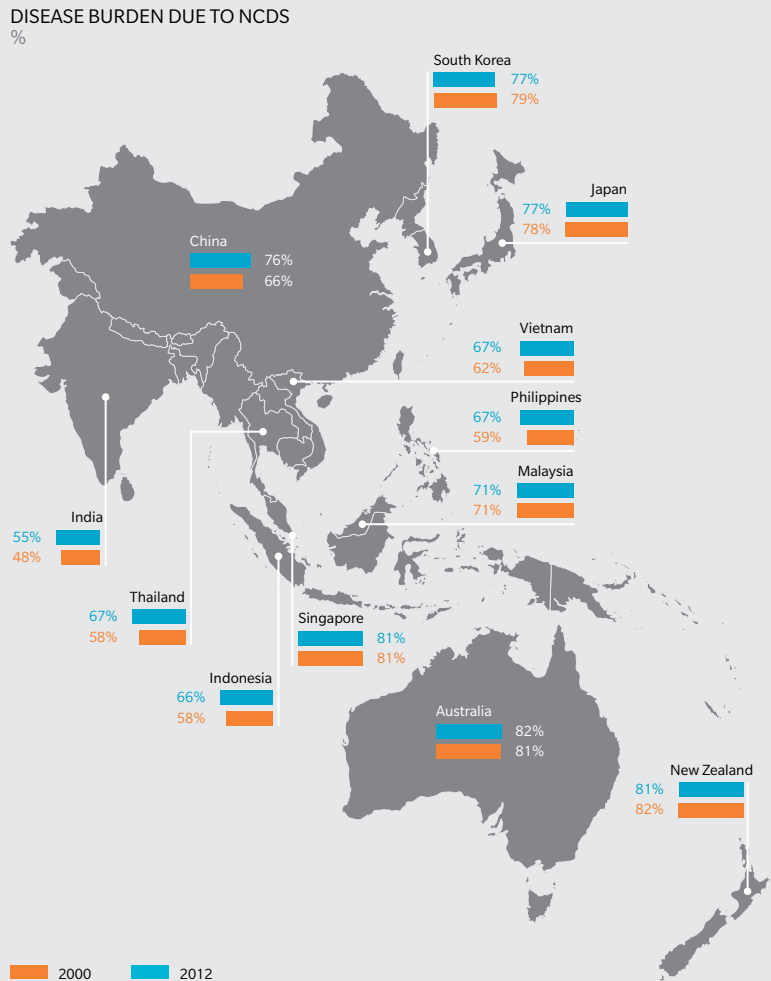 DISEASE BURDEN DUE TO NCDS
%
South Korea
77%
79%
Japan
77%
78%
China
76%
66%
Vietnam
67%
62%
Philippines
67%
59%
Malaysia
71%
71%
India
55%
48%
Thailand
67%
58%
Singapore
81%
81%
Indonesia
66%
58%
Australia
82%
81%
New Zealand
81%
82%
2000 2012